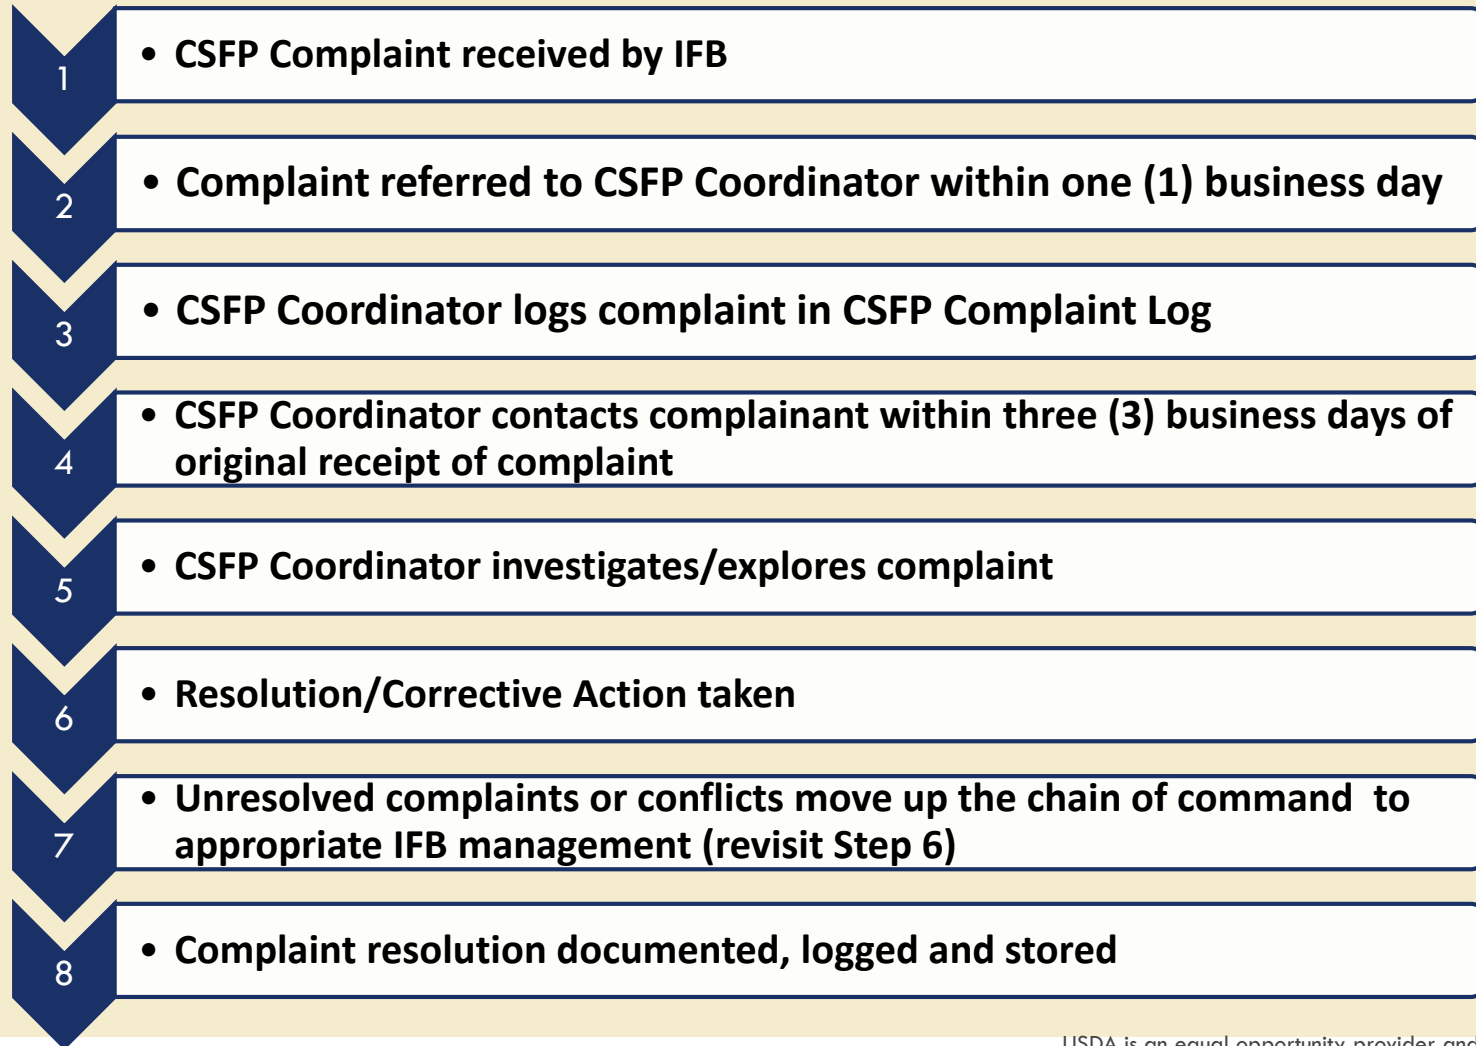 1
• CSFP Complaint received by IFB
2
• Complaint referred to CSFP Coordinator within one (1) business day
3
• CSFP Coordinator logs complaint in CSFP Complaint Log
4
• CSFP Coordinator contacts complainant within three (3) business days of
original receipt of complaint
5
• CSFP Coordinator investigates/explores complaint
6
• Resolution/Corrective Action taken
7
• Unresolved complaints or conflicts move up the chain of command  to
appropriate IFB management (revisit Step 6)
8
• Complaint resolution documented, logged and stored
USDA is an equal opportunity provider and